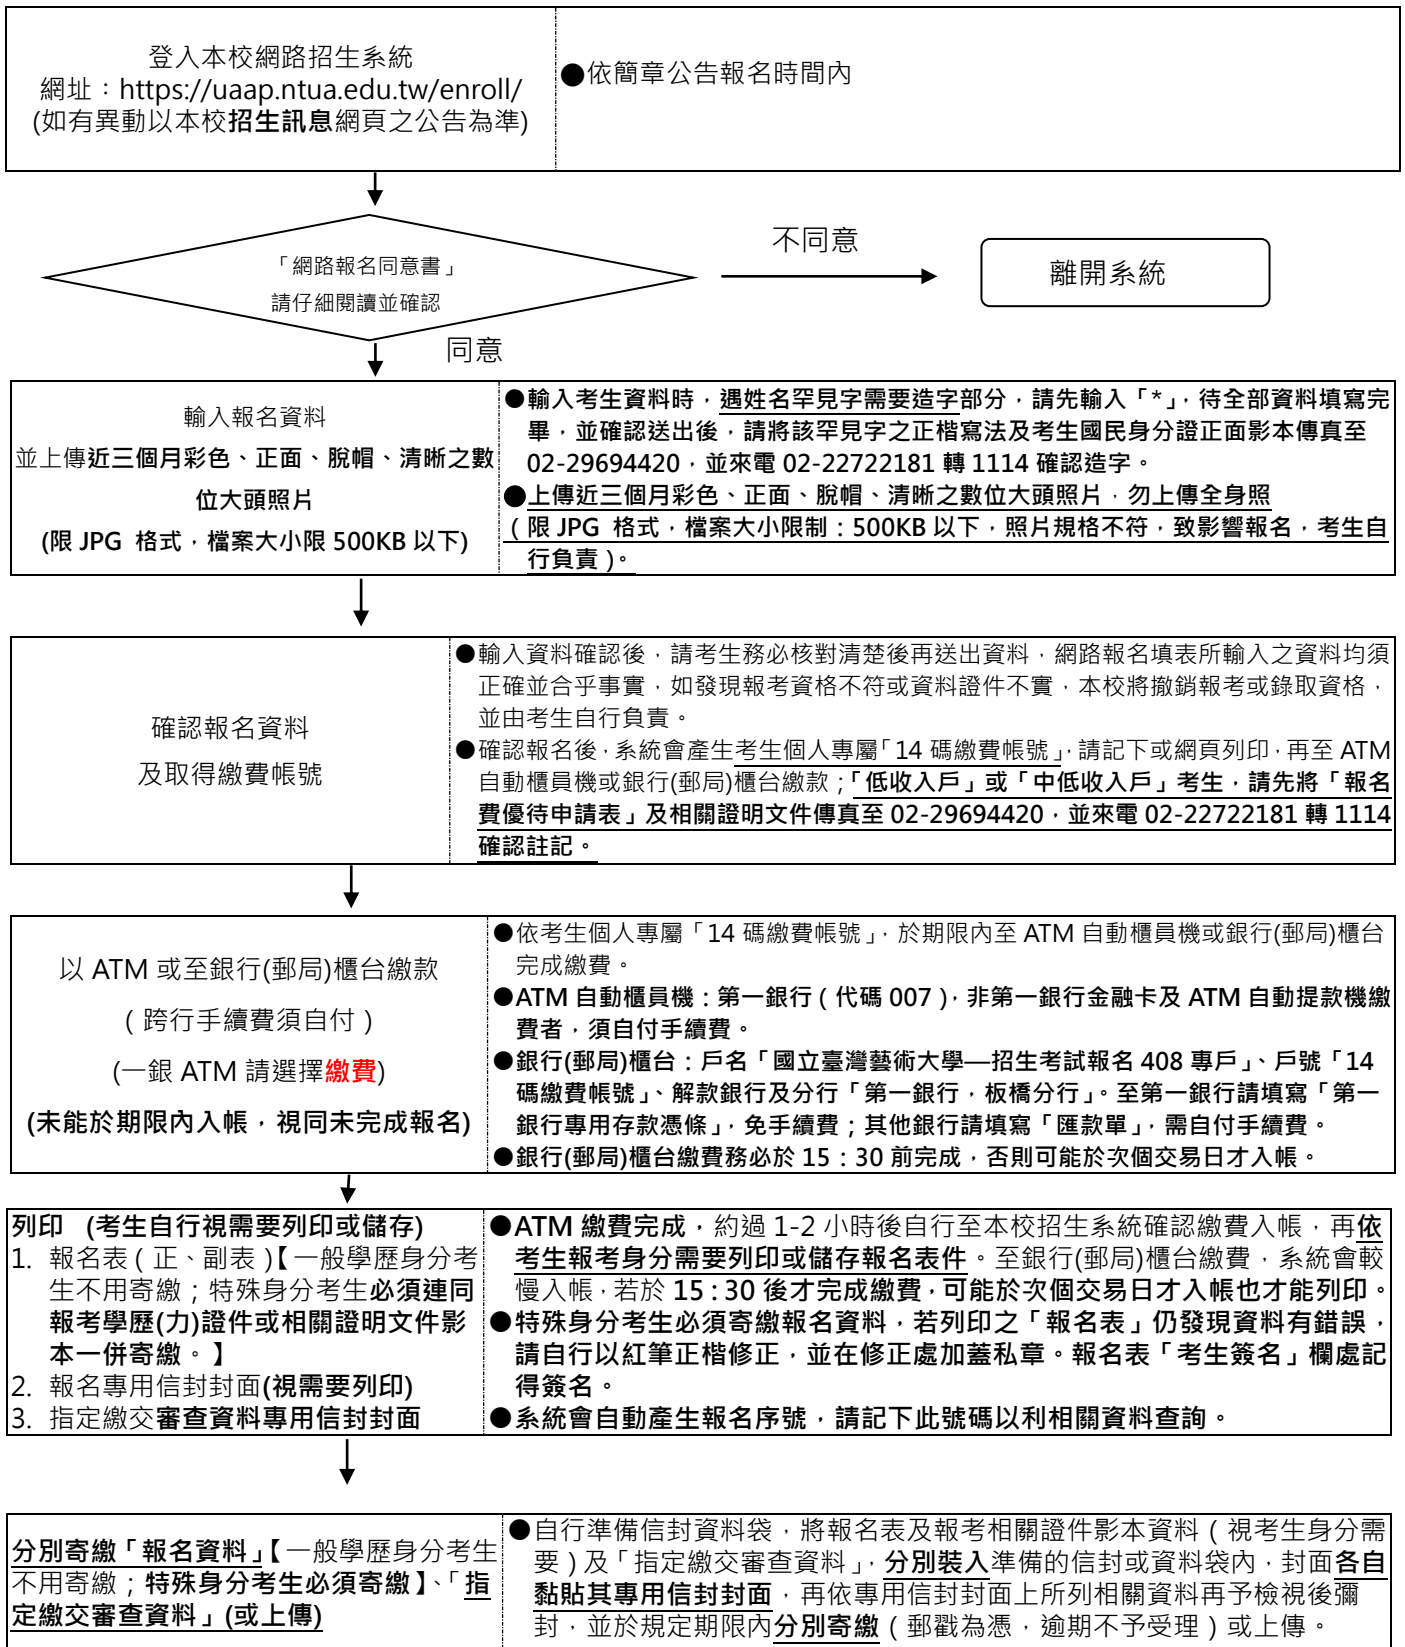 登入本校網路招生系統
網址：https://uaap.ntua.edu.tw/enroll/
(如有異動以本校招生訊息網頁之公告為準)
●依簡章公告報名時間內
「網路報名同意書」
請仔細閱讀並確認
不同意
離開系統
同意
輸入報名資料
並上傳近三個月彩色、正面、脫帽、清晰之數
位大頭照片
(限 JPG 格式，檔案大小限 500KB 以下)
●輸入考生資料時，遇姓名罕見字需要造字部分，請先輸入「*」，待全部資料填寫完
畢，並確認送出後，請將該罕見字之正楷寫法及考生國民身分證正面影本傳真至
02-29694420，並來電 02-22722181 轉 1114 確認造字。
●上傳近三個月彩色、正面、脫帽、清晰之數位大頭照片，勿上傳全身照
（限 JPG 格式，檔案大小限制：500KB 以下，照片規格不符，致影響報名，考生自
行負責）。
確認報名資料
及取得繳費帳號
●輸入資料確認後，請考生務必核對清楚後再送出資料，網路報名填表所輸入之資料均須
正確並合乎事實，如發現報考資格不符或資料證件不實，本校將撤銷報考或錄取資格，
並由考生自行負責。
●確認報名後，系統會產生考生個人專屬「14 碼繳費帳號」，請記下或網頁列印，再至 ATM
自動櫃員機或銀行(郵局)櫃台繳款；「低收入戶」或「中低收入戶」考生，請先將「報名
費優待申請表」及相關證明文件傳真至 02-29694420，並來電 02-22722181 轉 1114
確認註記。
以 ATM 或至銀行(郵局)櫃台繳款
（跨行手續費須自付）
(一銀 ATM 請選擇繳費)
(未能於期限內入帳，視同未完成報名)
●依考生個人專屬「14 碼繳費帳號」，於期限內至 ATM 自動櫃員機或銀行(郵局)櫃台
完成繳費。
●ATM 自動櫃員機：第一銀行（代碼 007），非第一銀行金融卡及 ATM 自動提款機繳
費者，須自付手續費。
●銀行(郵局)櫃台：戶名「國立臺灣藝術大學—招生考試報名 408 專戶」、戶號「14
碼繳費帳號」、解款銀行及分行「第一銀行，板橋分行」。至第一銀行請填寫「第一
銀行專用存款憑條」，免手續費；其他銀行請填寫「匯款單」，需自付手續費。
●銀行(郵局)櫃台繳費務必於 15：30 前完成，否則可能於次個交易日才入帳。
列印 (考生自行視需要列印或儲存)
1. 報名表（正、副表）【一般學歷身分考
生不用寄繳；特殊身分考生必須連同
報考學歷(力)證件或相關證明文件影
本一併寄繳。】
2. 報名專用信封封面(視需要列印)
3. 指定繳交審查資料專用信封封面
●ATM 繳費完成，約過 1-2 小時後自行至本校招生系統確認繳費入帳，再依
考生報考身分需要列印或儲存報名表件。至銀行(郵局)櫃台繳費，系統會較
慢入帳，若於 15：30 後才完成繳費，可能於次個交易日才入帳也才能列印。
●特殊身分考生必須寄繳報名資料，若列印之「報名表」仍發現資料有錯誤，
請自行以紅筆正楷修正，並在修正處加蓋私章。報名表「考生簽名」欄處記
得簽名。
●系統會自動產生報名序號，請記下此號碼以利相關資料查詢。
分別寄繳「報名資料」【一般學歷身分考生
不用寄繳；特殊身分考生必須寄繳】、「指
定繳交審查資料」(或上傳)
●自行準備信封資料袋，將報名表及報考相關證件影本資料（視考生身分需
要）及「指定繳交審查資料」，分別裝入準備的信封或資料袋內，封面各自
黏貼其專用信封封面，再依專用信封封面上所列相關資料再予檢視後彌
封，並於規定期限內分別寄繳（郵戳為憑，逾期不予受理）或上傳。